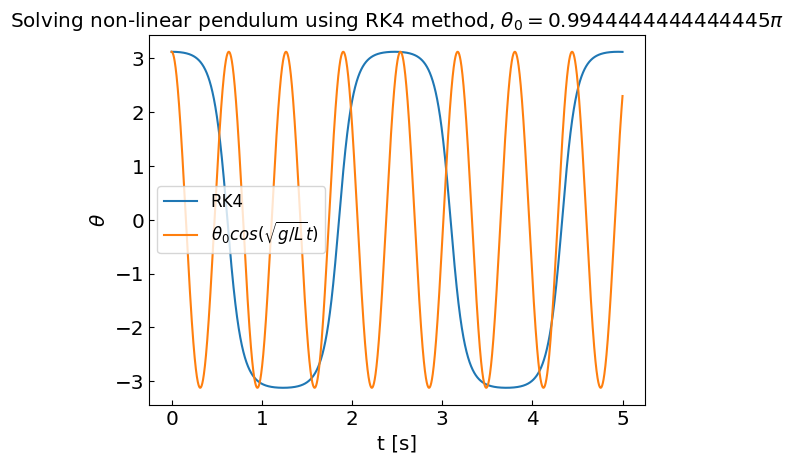 Solving non-linear pendulum using RK4 method, θ₀ = 0.9944444444444445π
3
2
1
0
−1
−2
−3
θ
RK4
θ₀cos(√g/Lt)
0 1 2 3 4 5
t [s]